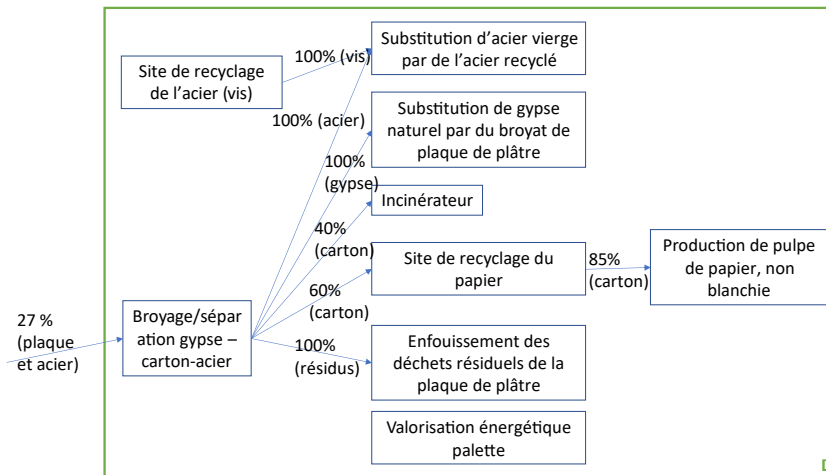 Substitution d'acier vierge
par de l'acier recyclé
100% (vis)
Site de recyclage
de l'acier (vis)
100% (acier)
Substitution de gypse
naturel par du broyat de
plaque de plâtre
100%
(gypse)
Incinérateur
40%
(carton)
Site de recyclage du
papier
85%
(carton)
Production de pulpe
de papier, non
blanchie
60%
(carton)
27 %
(plaque
et acier)
Broyage/sépar
ation gypse –
carton-acier
100%
(résidus)
Enfouissement des
déchets résiduels de la
plaque de plâtre
Valorisation énergétique
palette